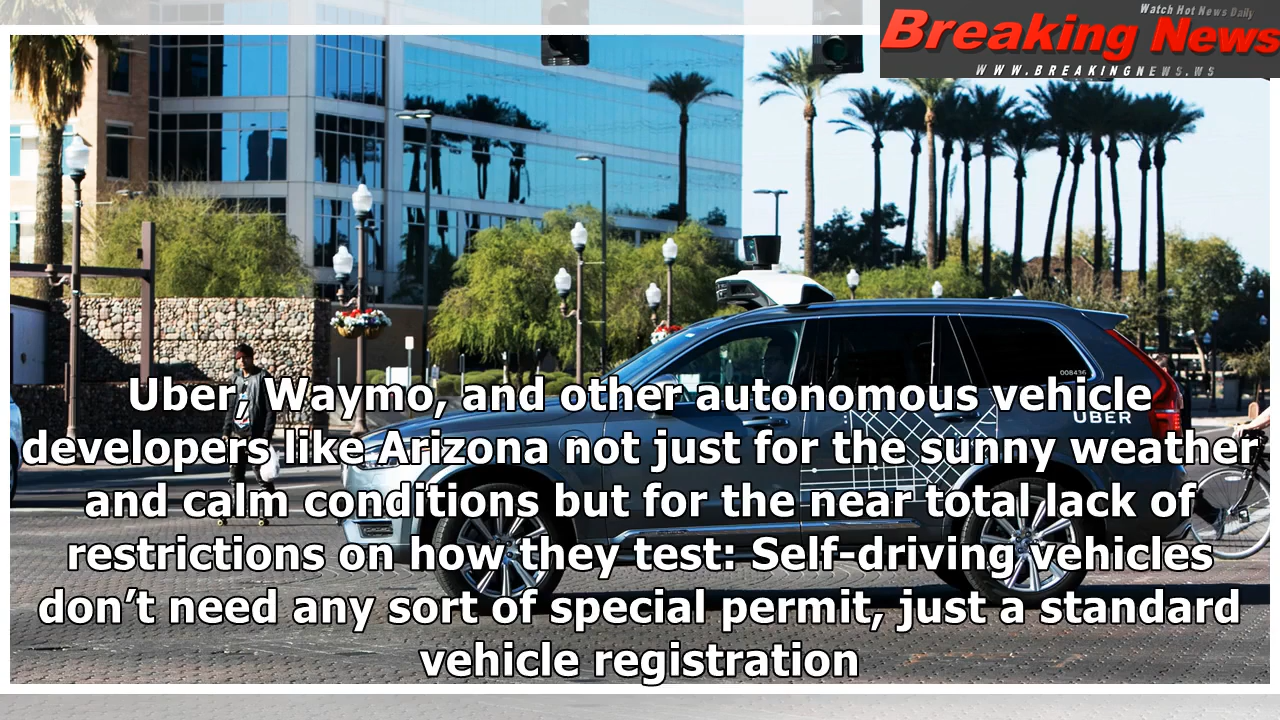 Watch Hot News Daily
Breaking News
WWW.BREAKINGNEWS.WS
008436
UBER
Uber, Waymo, and other autonomous vehicle
developers like Arizona not just for the sunny weather
and calm conditions but for the near total lack of
restrictions on how they test: Self-driving vehicles
don’t need any sort of special permit, just a standard
vehicle registration